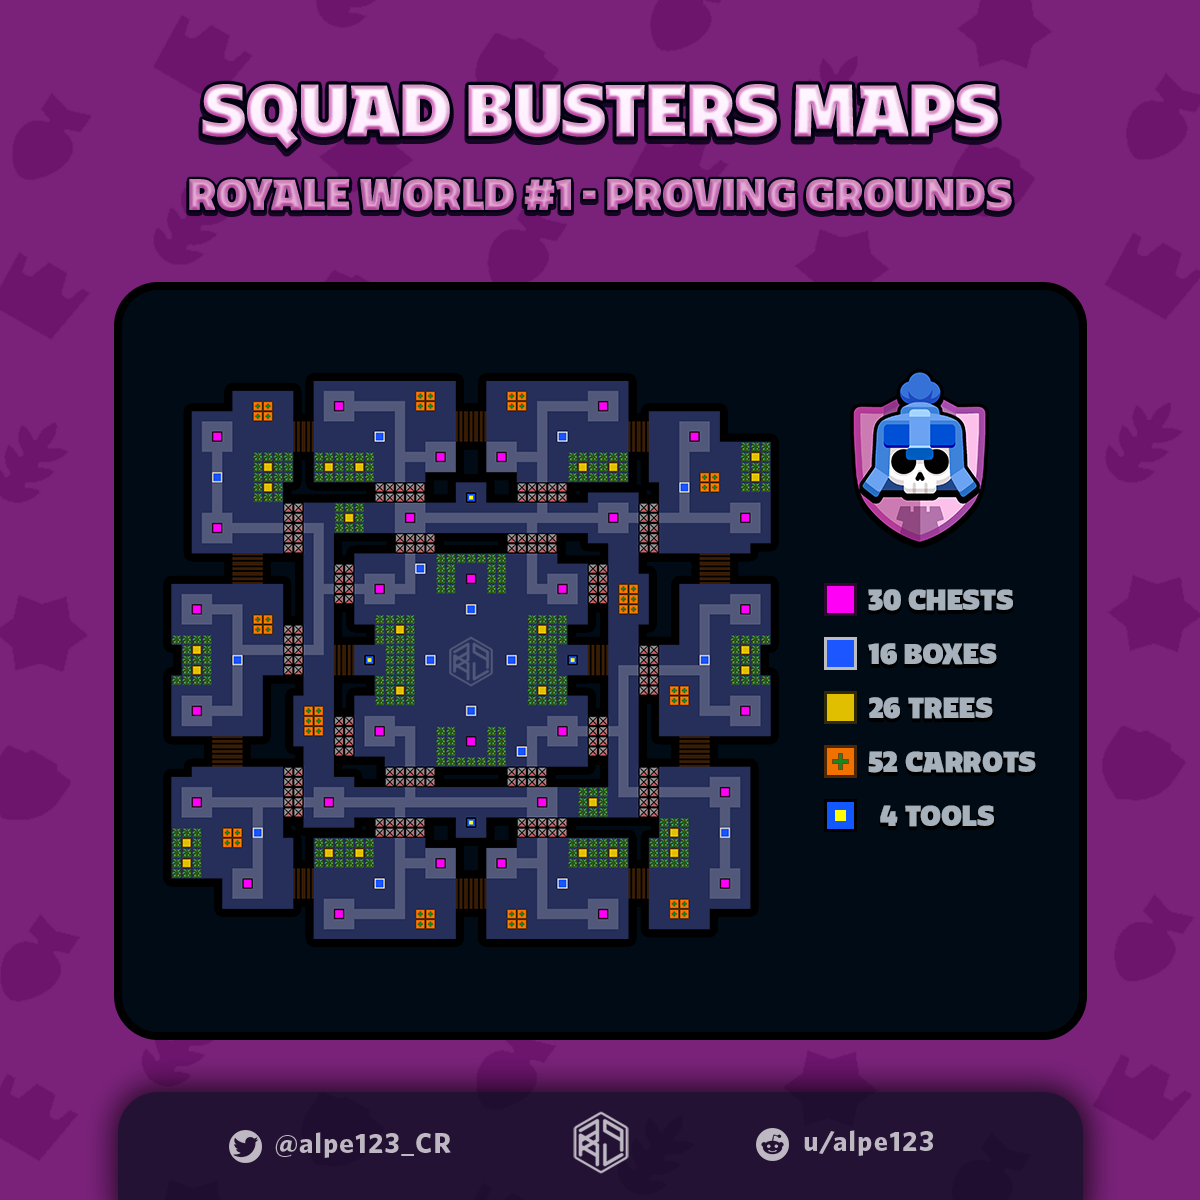 SQUAD BUSTERS MAPS
ROYALE WORLD #1 - PROVING GROUNDS
30 CHESTS
16 BOXES
26 TREES
52 CARROTS
4 TOOLS
@alpe123_CR
u/alpe123